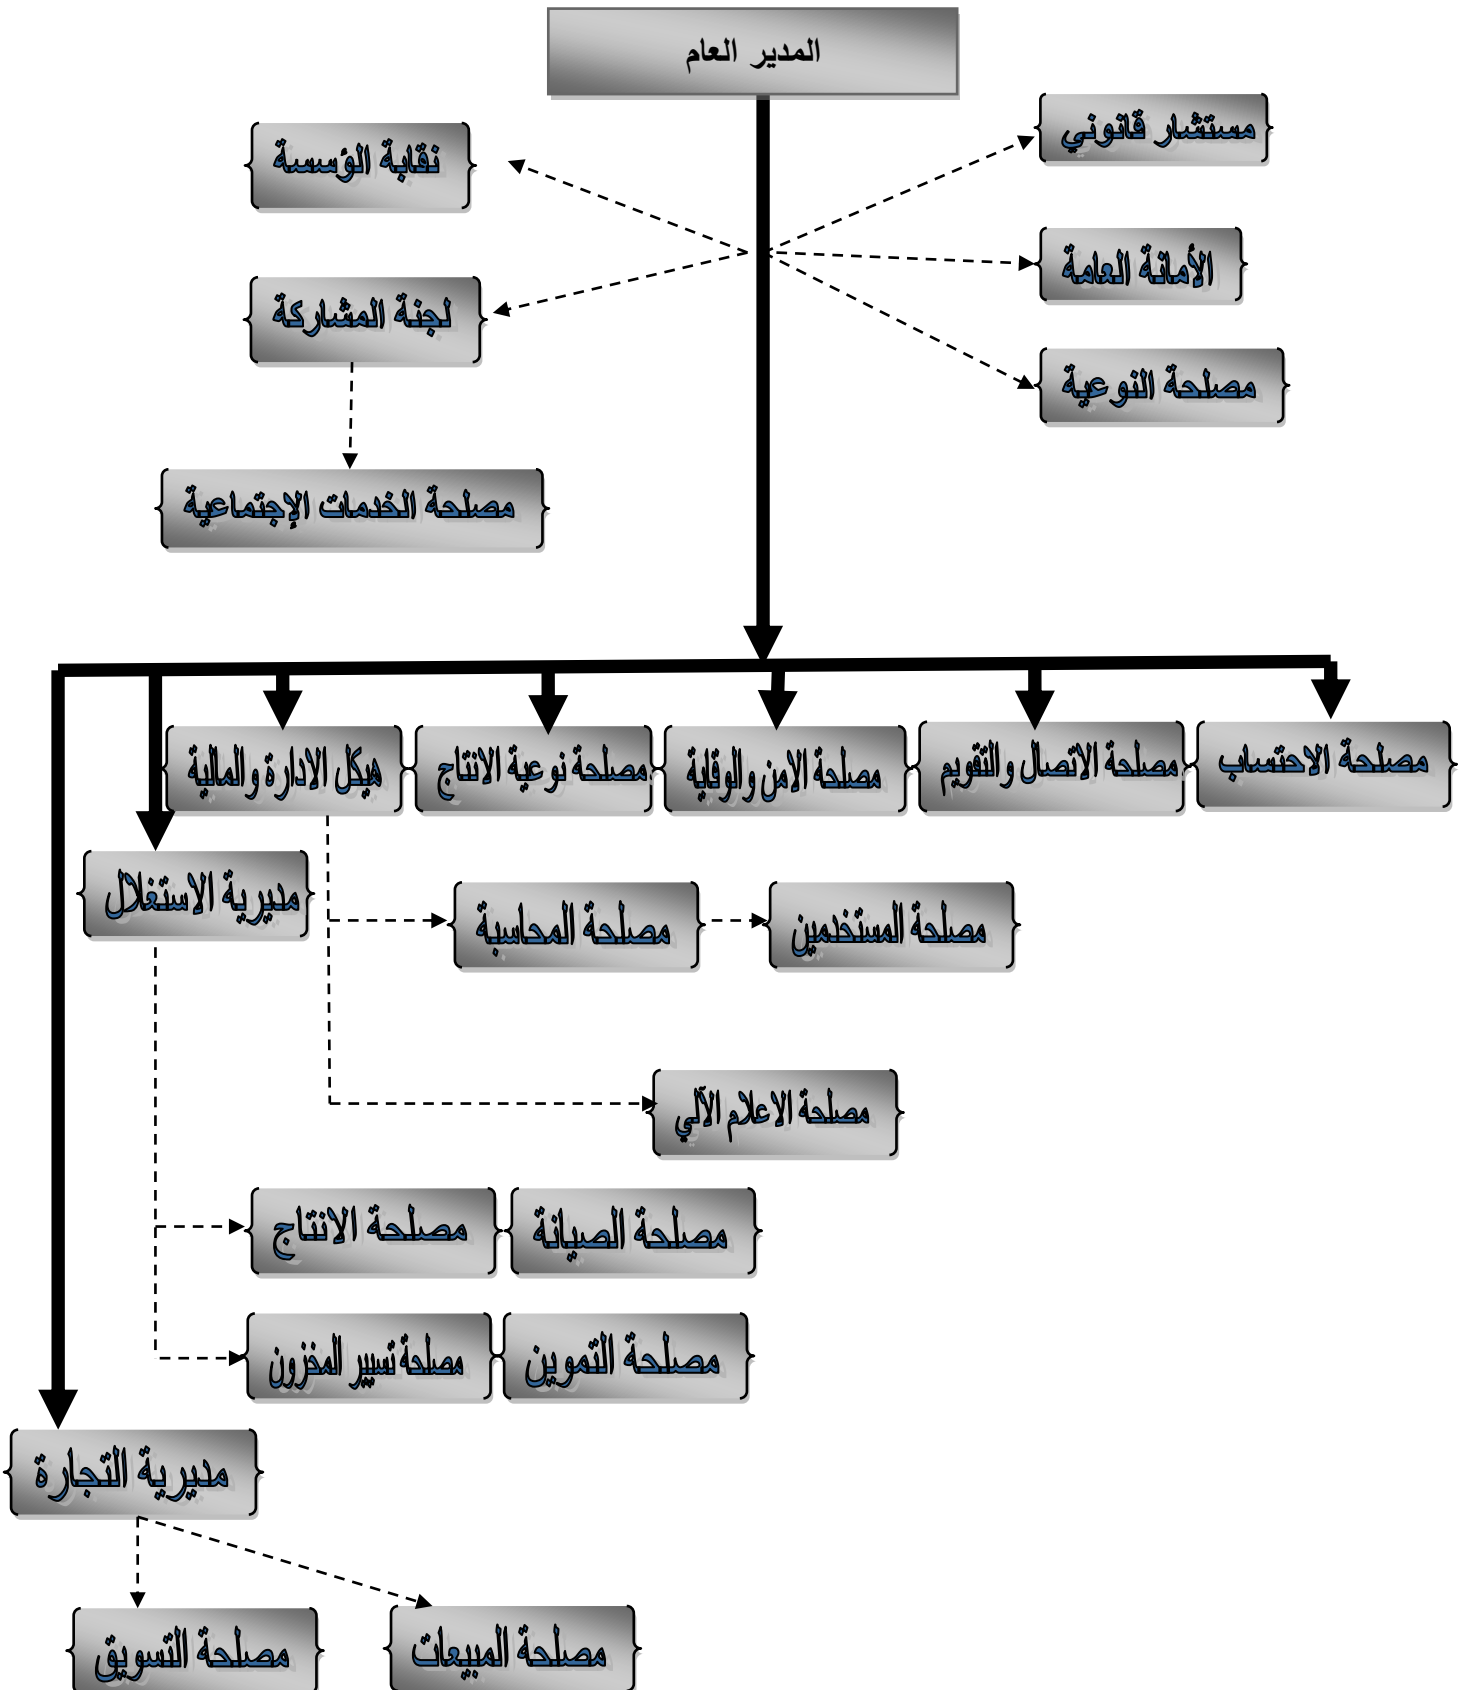 المدير العام
مستشار قانوني
نقابة الؤسسة
الأمانة العامة
لجنة المشاركة
مصلحة النوعية
مصلحة الخدمات الإجتماعية
مصلحة الاحتساب
مصلحة الاتصال والتقويم
مصلحة الامن والوقاية
مصلحة نوعية الانتاج
هيكل الادارة والمالية
مديرية الاستغلال
مصلحة المستخدمين
مصلحة المحاسبة
مصلحة الاعلام الآلي
مصلحة الصيانة
مصلحة الانتاج
مصلحة التموين
مصلحة تسيير المخزون
مديرية التجارة
مصلحة المبيعات
مصلحة التسويق